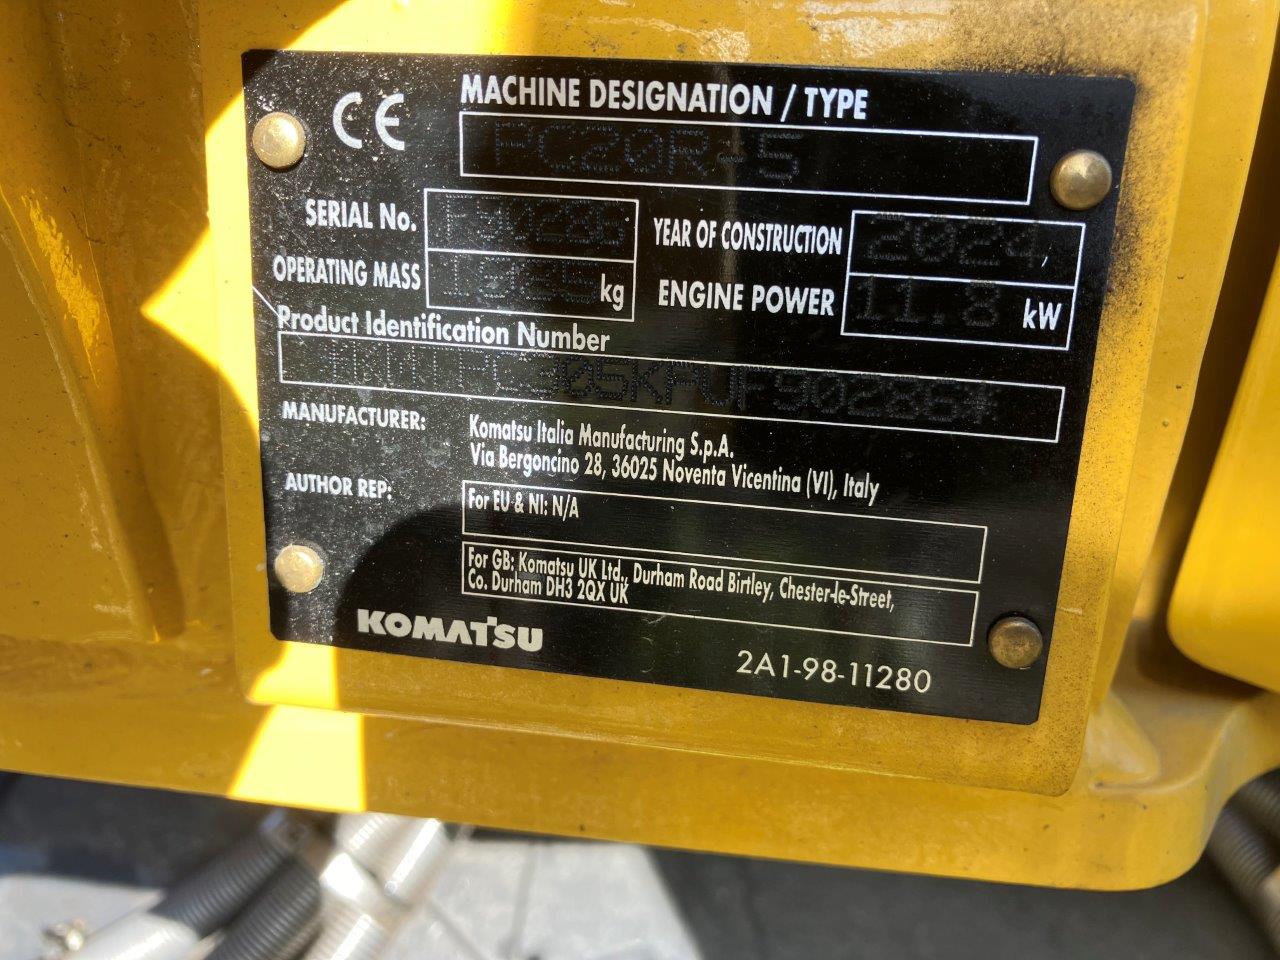 CE
MACHINE DESIGNATION / TYPE
PC20R-5
SERIAL No.
F90286
YEAR OF CONSTRUCTION
2024
OPERATING MASS
kg
ENGINE POWER
11.8 kW
Product Identification Number
MANUFACTURER:
Komatsu Italia Manufacturing S.p.A.
Via Bergoncino 28, 36025 Noventa Vicentina (VI), Italy
AUTHOR REP:
For EU & NI: N/A
For GB: Komatsu UK Ltd., Durham Road Birtley, Chester-le-Street,
Co. Durham DH3 2QX UK
KOMATSU
2A1-98-11280